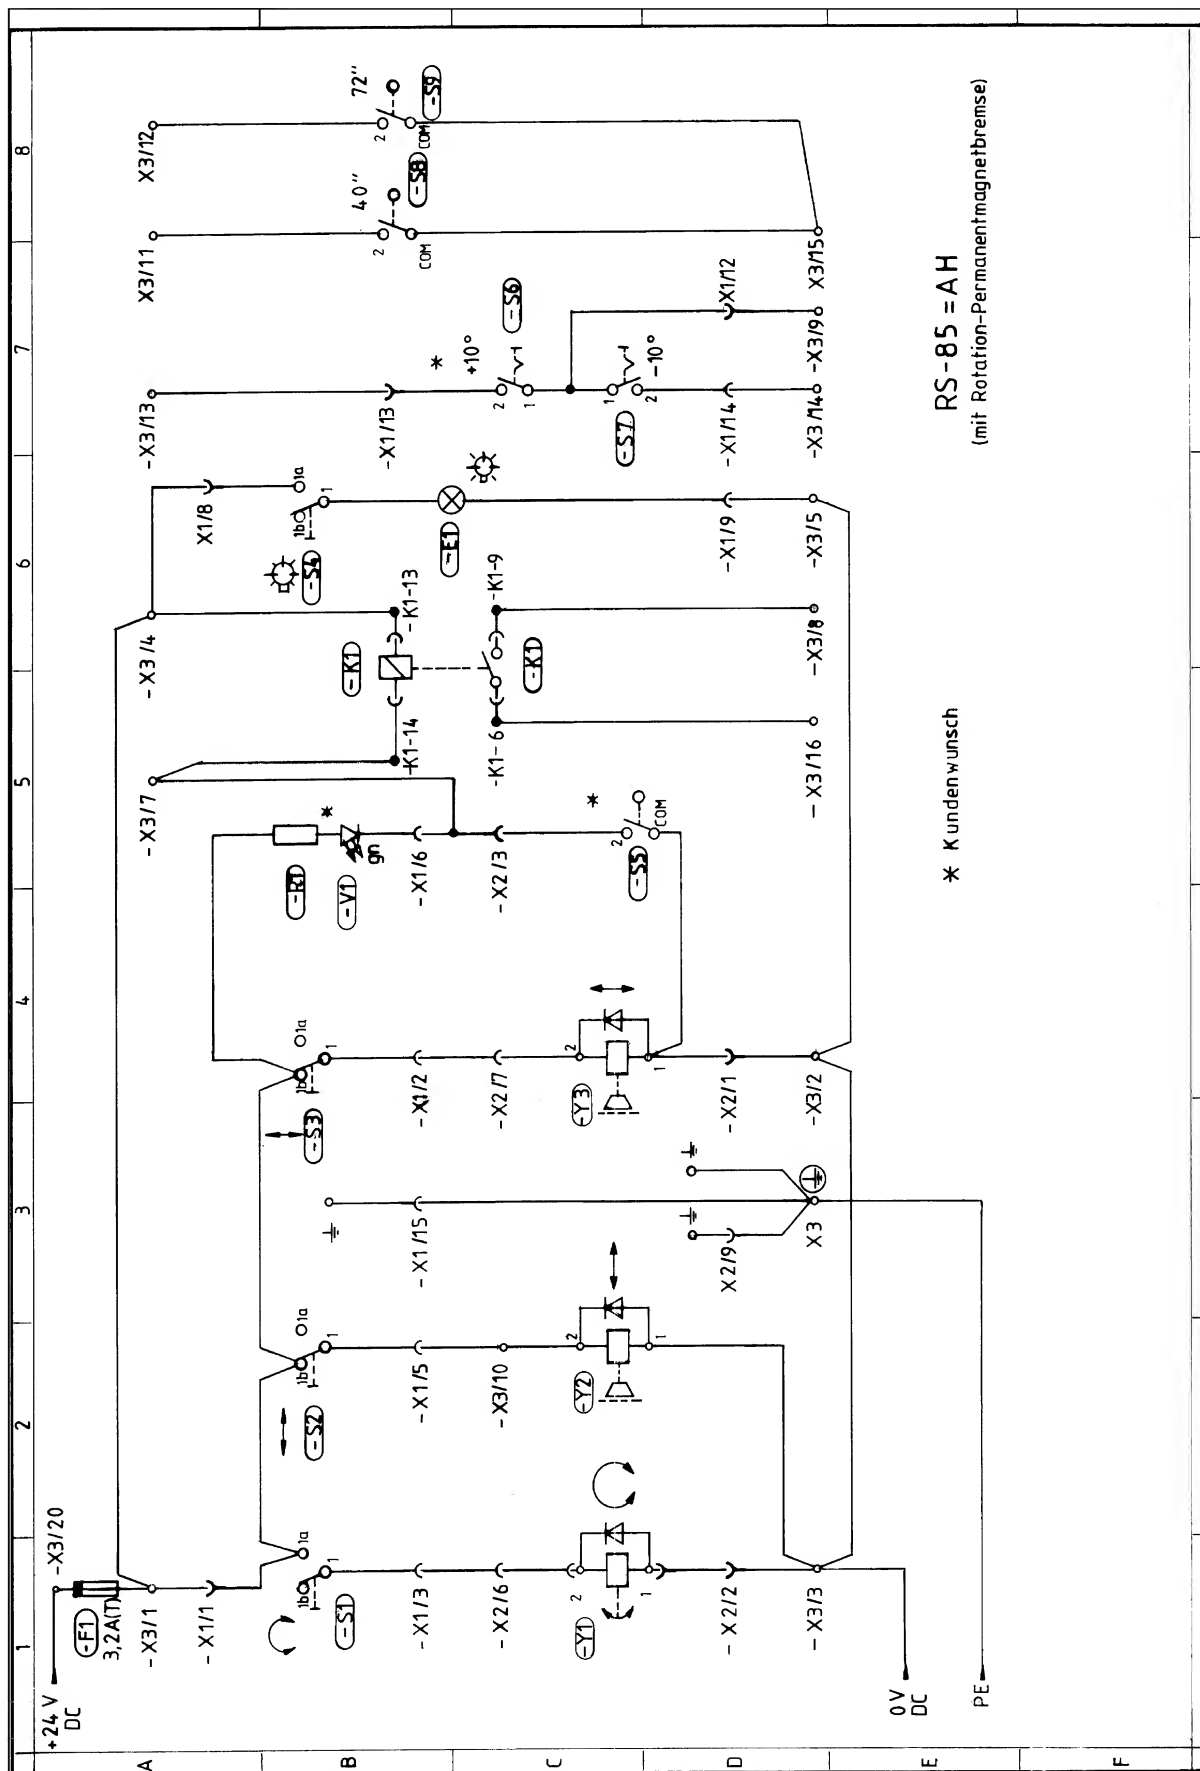 1
2
3
4
5
6
7
8
A
B
C
D
E
F
+24 V
DC
-X3/20
-F1
3,2A(T)
-X3/1
-X1/1
-S1
1b
1a
1
-X1/3
-X2/6
-Y1
2
1
-X2/2
-X3/3
0V
DC
PE
-S2
1b
1a
1
-X1/5
-X3/10
-Y2
2
1
-X1/15
X2/9
X3
-S3
1b
1a
1
-X1/2
-X2/7
-Y3
2
1
-X2/1
-X3/2
-R1
*
-V1
gn
-X1/6
-X2/3
*
2
COM
-S5
-X3/7
-X3/4
-K1
-K1-14
-K1-13
-K1-6
-K1-9
-K1
-X3/16
-X3/8
X1/8
1b
1a
1
-S4
-E1
-X1/9
-X3/5
-X3/13
-X1/13
*
+10°
2
1
-S6
1
2
-10°
-S7
-X1/14
X1/12
-X3/14
-X3/9
X3/11
40"
2
COM
-S8
X3/12
72"
2
COM
-S9
X3/15
RS-85 = AH
(mit Rotation-Permanentmagnetbremse)
* Kundenwunsch